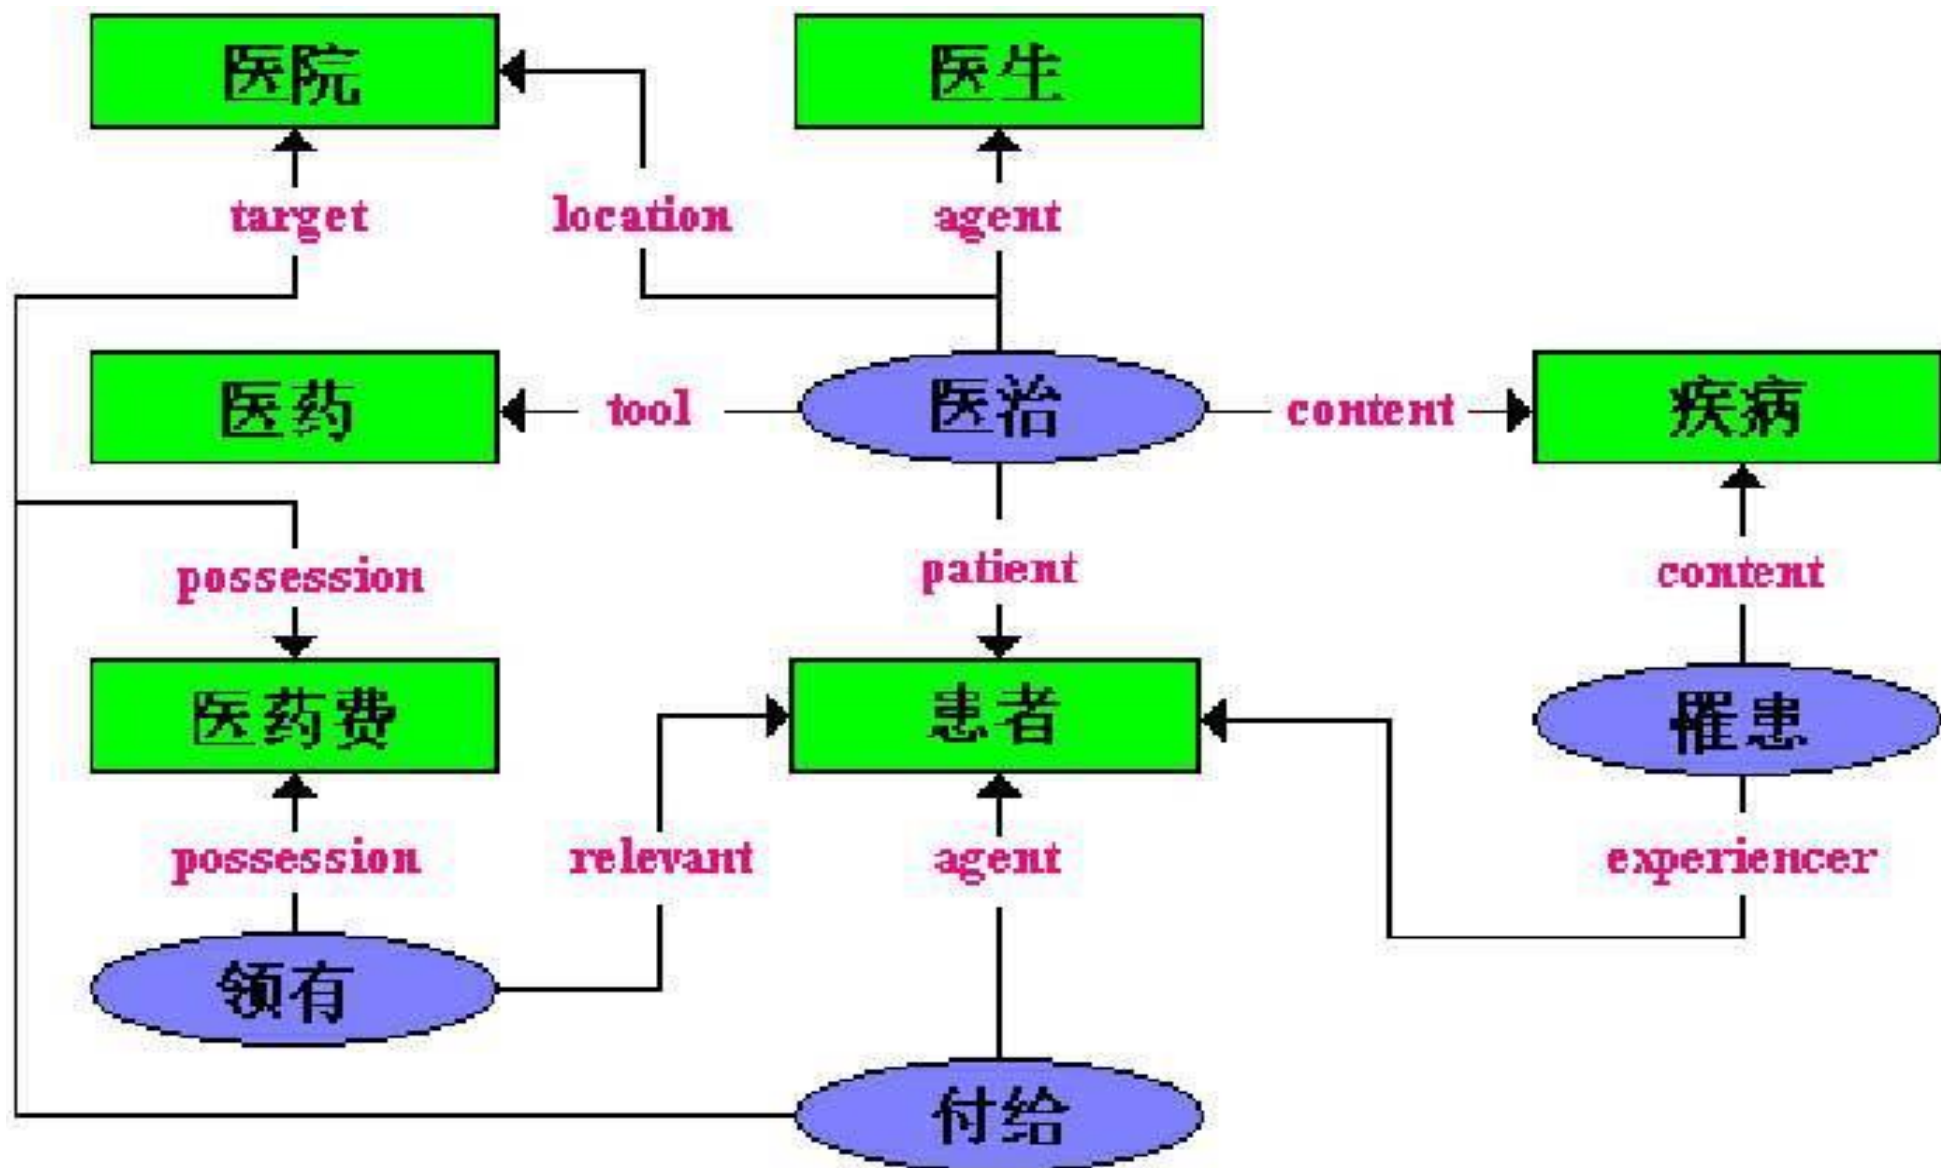 医院
医生
target
location
agent
医药
tool
医治
content
疾病
possession
patient
content
医药费
患者
罹患
possession
relevant
agent
experiencer
领有
付给